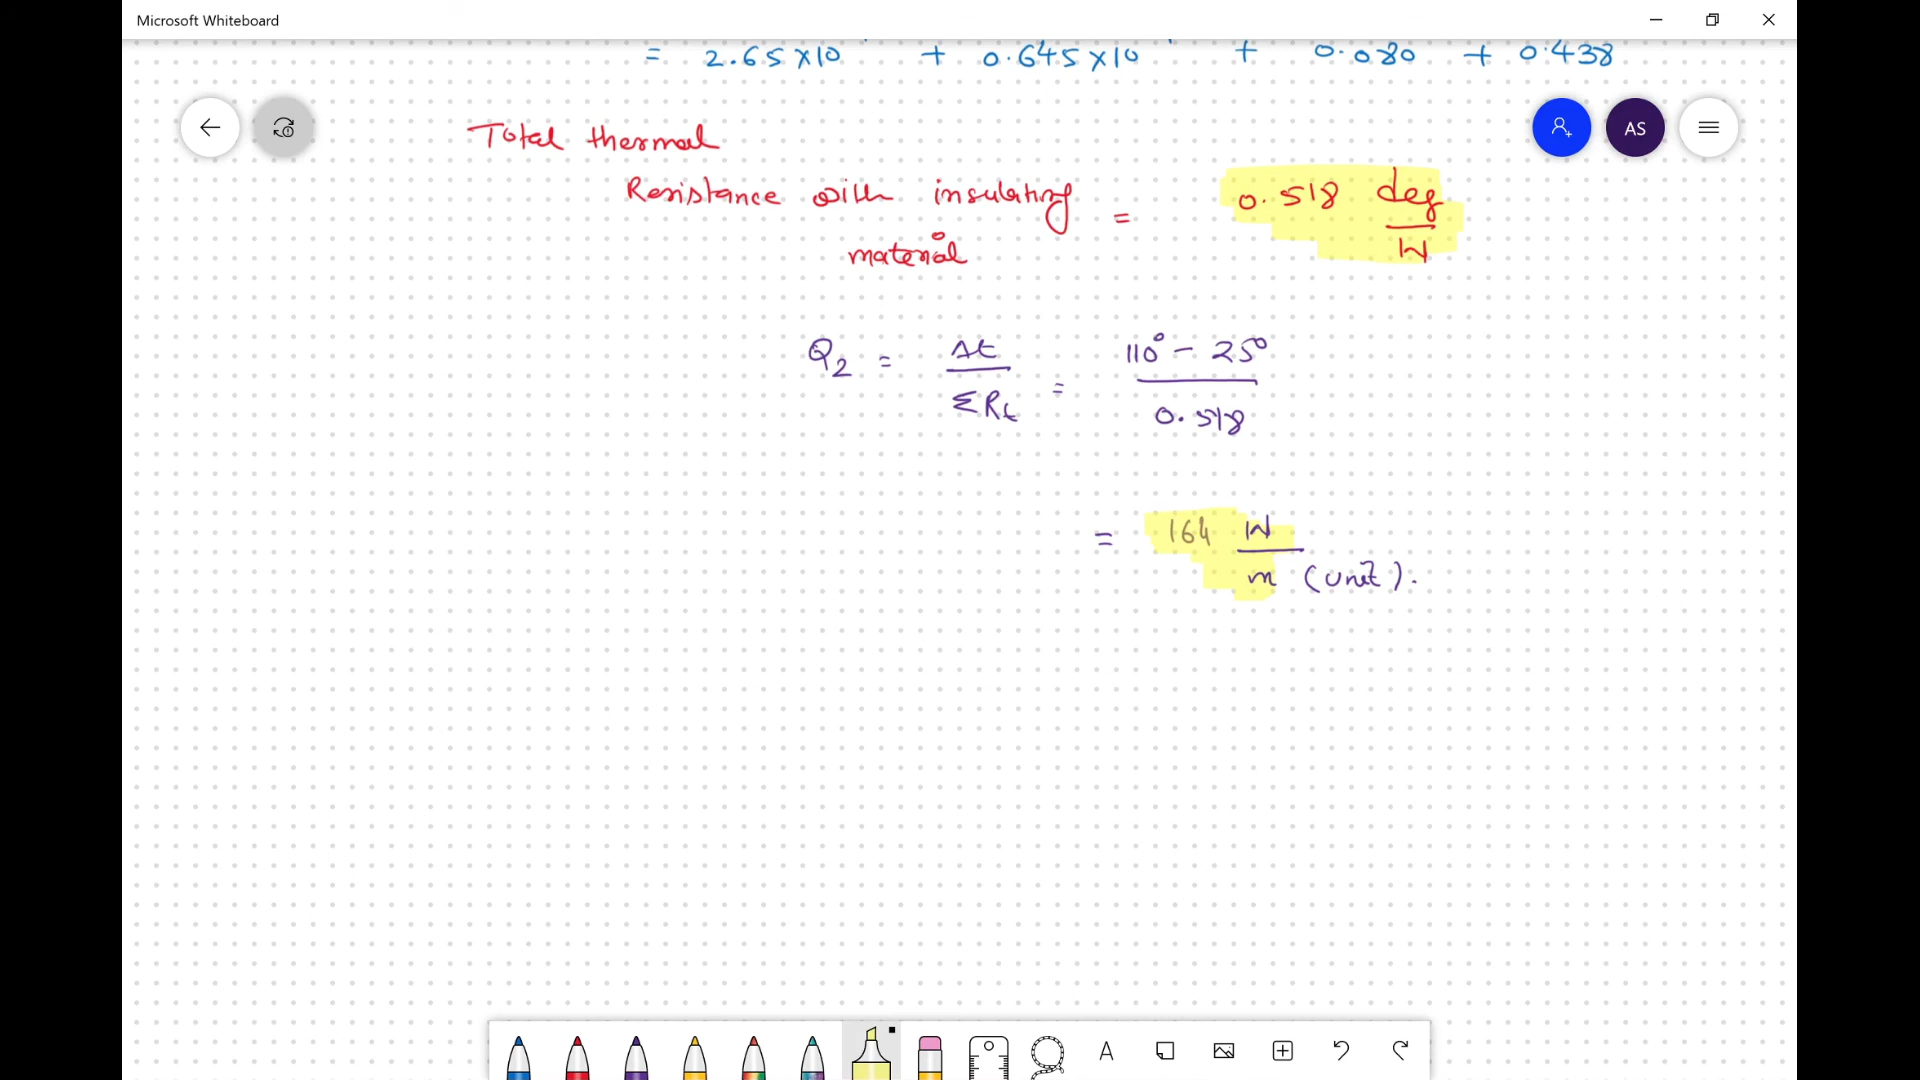 Microsoft Whiteboard
= 2.65 x 10 + 0.645 x 10 + 0.080 + 0.438
AS
Total thermal
Resistance with insulating = 0.518 deg/W
material
Q₂ = Δt/ΣRt = 110° - 25°/0.518
= 164 W/m (unit).
A